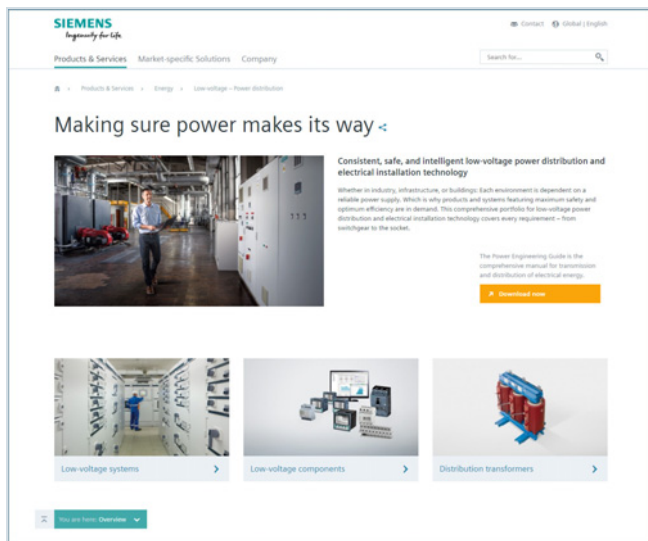 SIEMENS
Ingenuity for life
Contact Global | English
Products & Services Market-specific Solutions Company
Search for...
Products & Services > Energy > Low-voltage – Power distribution
Making sure power makes its way
Consistent, safe, and intelligent low-voltage power distribution and
electrical installation technology
Whether in industry, infrastructure, or buildings: Each environment is dependent on a
reliable power supply. Which is why products and systems featuring maximum safety and
optimum efficiency are in demand. This comprehensive portfolio for low-voltage power
distribution and electrical installation technology covers every requirement – from
switchgear to the socket.
The Power Engineering Guide is the
comprehensive manual for transmission
and distribution of electrical energy.
Download now
Low-voltage systems
Low-voltage components
Distribution transformers
You are here: Overview